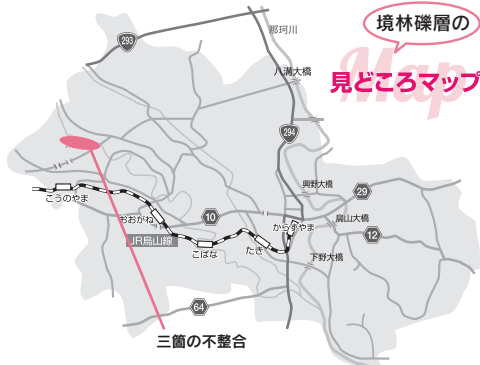 境林礫層の
Map
見どころマップ
293
那珂川
八溝大橋
294
興野大橋
29
こうのやま
おおがね
10
からすやま
烏山大橋
12
JR烏山線
こばな
たき
下野大橋
64
三箇の不整合